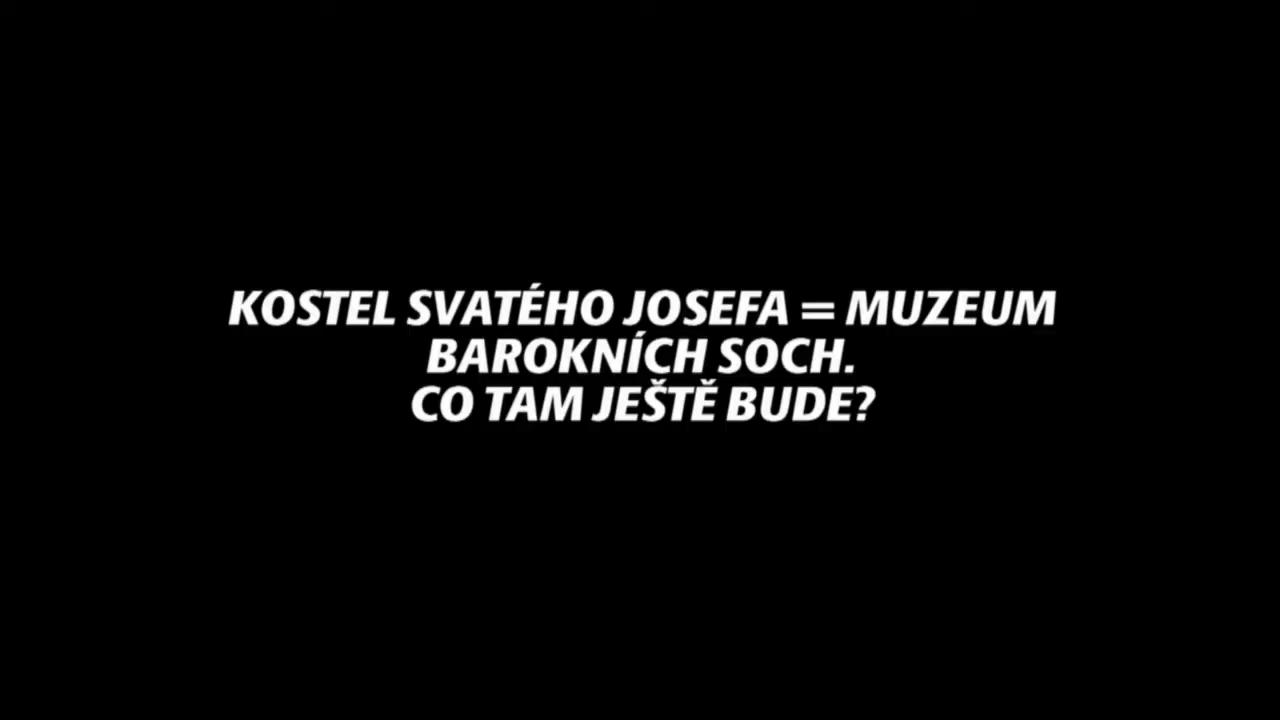 KOSTEL SVATÉHO JOSEFA = MUZEUM
BAROKNÍCH SOCH.
CO TAM JEŠTĚ BUDE?